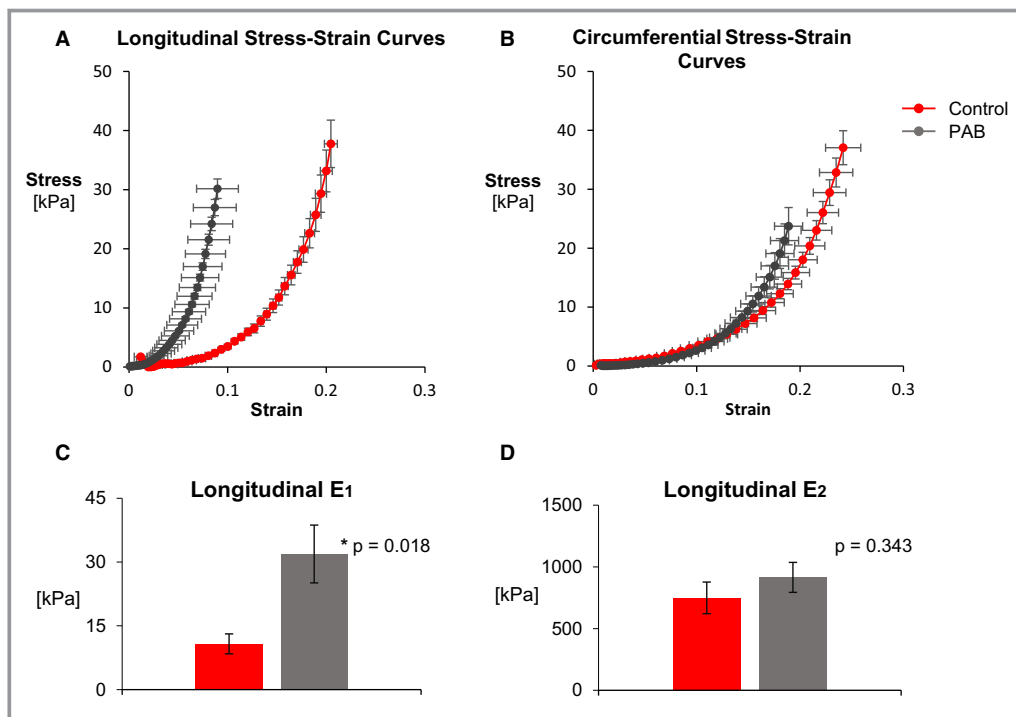 A
Longitudinal Stress-Strain Curves
50
40
30
20
10
0
Stress
[kPa]
0
0.1
0.2
0.3
Strain
B
Circumferential Stress-Strain
Curves
50
40
30
20
10
0
Stress
[kPa]
0
0.1
0.2
0.3
Strain
Control
PAB
C
Longitudinal E1
45
30
15
0
[kPa]
* p = 0.018
D
Longitudinal E2
1500
1000
500
0
[kPa]
p = 0.343